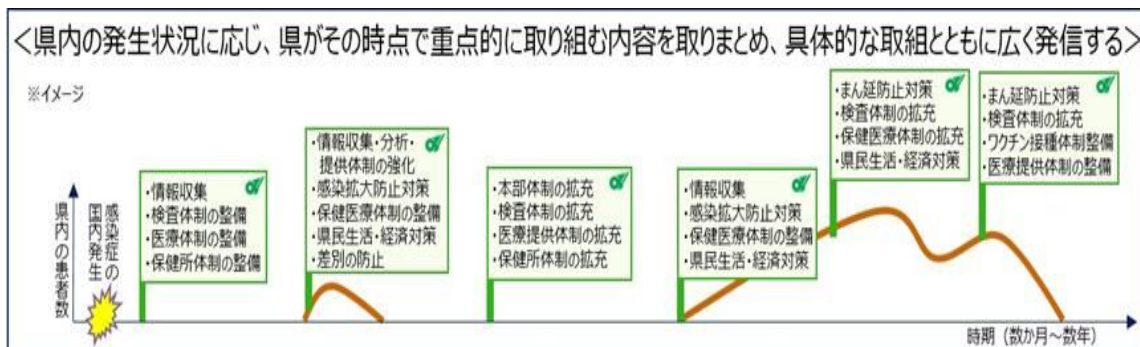 <県内の発生状況に応じ、県がその時点で重点的に取り組む内容を取りまとめ、具体的な取組とともに広く発信する>
※イメージ
県内の患者数
感染症の
国内発生
・情報収集
・検査体制の整備
・医療体制の整備
・保健所体制の整備
・情報収集・分析・
提供体制の強化
・感染拡大防止対策
・保健医療体制の整備
・県民生活・経済対策
・差別の防止
・本部体制の拡充
・検査体制の拡充
・医療提供体制の拡充
・保健所体制の拡充
・情報収集
・感染拡大防止対策
・保健医療体制の整備
・県民生活・経済対策
・まん延防止対策
・検査体制の拡充
・保健医療体制の拡充
・県民生活・経済対策
・まん延防止対策
・検査体制の拡充
・ワクチン接種体制整備
・医療提供体制の整備
時期（数か月～数年）